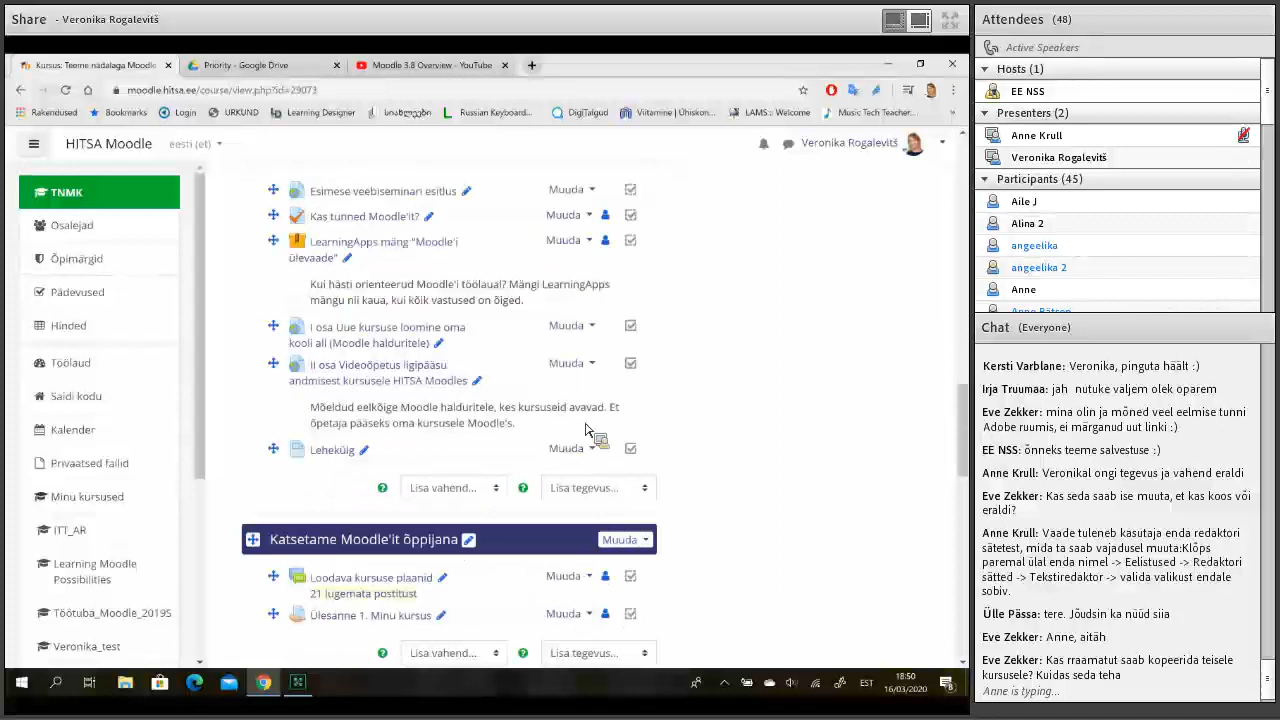 Share - Veronika Rogalevitš
Kursus: Teeme nädalaga Moodle
Priority - Google Drive
Moodle 3.8 Overview - YouTube
moodle.hitsa.ee/course/view.php?id=29073
Rakendused Bookmarks Login URKUND Learning Designer Russian Keyboard... DigiTalgud Viitamine / Ühiskon... LAMS :: Welcome Music Tech Teacher...
HITSA Moodle eesti (et) Veronika Rogalevitš
TNMK
Osalejad
Õpimärgid
Pädevused
Hinded
Töölaud
Saidi kodu
Kalender
Privaatsed failid
Minu kursused
ITT_AR
Learning Moodle
Possibilities
Töötuba_Moodle_2019S
Veronika_test
Esimese veebiseminari esitlus Muuda
Kas tunned Moodle'it? Muuda
LearningApps mäng "Moodle'i Muuda
ülevaade"
Kui hästi orienteerud Moodle'i töölaual? Mängi LearningApps
mängu nii kaua, kui kõik vastused on õiged.
I osa Uue kursuse loomine oma Muuda
kooli all (Moodle halduritele)
II osa Videoõpetus ligipääsu Muuda
andmisest kursusele HITSA Moodles
Mõeldud eelkõige Moodle halduritele, kes kursuseid avavad. Et
õpetaja pääseks oma kursusele Moodle's.
Lehekülg Muuda
Lisa vahend... Lisa tegevus...
Katsetame Moodle'it õppijana Muuda
Loodava kursuse plaanid Muuda
21 lugemata postitust
Ülesanne 1. Minu kursus Muuda
Lisa vahend... Lisa tegevus...
EST
18:50
16/03/2020
8
Attendees (48)
Active Speakers
Hosts (1)
EE NSS
Presenters (2)
Anne Krull
Veronika Rogalevitš
Participants (45)
Aile J
Alina 2
angeelika
angeelika 2
Anne
Chat (Everyone)
Kersti Varblane: Veronika, pinguta häält :)
Irja Truumaa: jah nutuke valjem olek oparem
Eve Zekker: mina olin ja mõned veel eelmise tunni
Adobe ruumis, ei märganud uut linki :)
EE NSS: õnneks teeme salvestuse :)
Anne Krull: Veronikal ongi tegevus ja vahend eraldi
Eve Zekker: Kas seda saab ise muuta, et kas koos või
eraldi?
Anne Krull: Vaade tuleneb kasutaja enda redaktori
sätetest, mida ta saab vajadusel muuta:Klõps
paremal ülal enda nimel -> Eelistused -> Redaktori
sätted -> Tekstiredaktor -> valida valikust endale
sobiv.
Ülle Pässa: tere. Jõudsin ka nüüd siia
Eve Zekker: Anne, aitäh
Eve Zekker: Kas rraamatut saab kopeerida teisele
kursusele? Kuidas seda teha
Anne is typing...